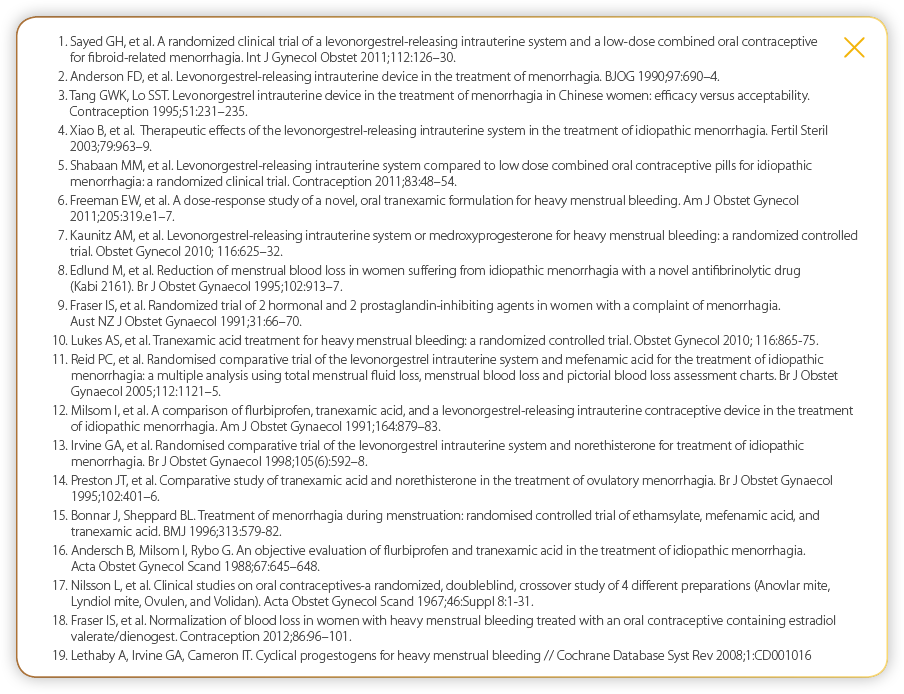 1. Sayed GH, et al. A randomized clinical trial of a levonorgestrel-releasing intrauterine system and a low-dose combined oral contraceptive
for fibroid-related menorrhagia. Int J Gynecol Obstet 2011;112:126–30.
2. Anderson FD, et al. Levonorgestrel-releasing intrauterine device in the treatment of menorrhagia. BJOG 1990;97:690–4.
3. Tang GWK, Lo SST. Levonorgestrel intrauterine device in the treatment of menorrhagia in Chinese women: efficacy versus acceptability.
Contraception 1995;51:231–235.
4. Xiao B, et al. Therapeutic effects of the levonorgestrel-releasing intrauterine system in the treatment of idiopathic menorrhagia. Fertil Steril
2003;79:963–9.
5. Shabaan MM, et al. Levonorgestrel-releasing intrauterine system compared to low dose combined oral contraceptive pills for idiopathic
menorrhagia: a randomized clinical trial. Contraception 2011;83:48–54.
6. Freeman EW, et al. A dose-response study of a novel, oral tranexamic formulation for heavy menstrual bleeding. Am J Obstet Gynecol
2011;205:319.e1–7.
7. Kaunitz AM, et al. Levonorgestrel-releasing intrauterine system or medroxyprogesterone for heavy menstrual bleeding: a randomized controlled
trial. Obstet Gynecol 2010; 116:625–32.
8. Edlund M, et al. Reduction of menstrual blood loss in women suffering from idiopathic menorrhagia with a novel antifibrinolytic drug
(Kabi 2161). Br J Obstet Gynaecol 1995;102:913–7.
9. Fraser IS, et al. Randomized trial of 2 hormonal and 2 prostaglandin-inhibiting agents in women with a complaint of menorrhagia.
Aust NZ J Obstet Gynaecol 1991;31:66–70.
10. Lukes AS, et al. Tranexamic acid treatment for heavy menstrual bleeding: a randomized controlled trial. Obstet Gynecol 2010; 116:865-75.
11. Reid PC, et al. Randomised comparative trial of the levonorgestrel intrauterine system and mefenamic acid for the treatment of idiopathic
menorrhagia: a multiple analysis using total menstrual fluid loss, menstrual blood loss and pictorial blood loss assessment charts. Br J Obstet
Gynaecol 2005;112:1121–5.
12. Milsom I, et al. A comparison of flurbiprofen, tranexamic acid, and a levonorgestrel-releasing intrauterine contraceptive device in the treatment
of idiopathic menorrhagia. Am J Obstet Gynaecol 1991;164:879–83.
13. Irvine GA, et al. Randomised comparative trial of the levonorgestrel intrauterine system and norethisterone for treatment of idiopathic
menorrhagia. Br J Obstet Gynaecol 1998;105(6):592–8.
14. Preston JT, et al. Comparative study of tranexamic acid and norethisterone in the treatment of ovulatory menorrhagia. Br J Obstet Gynaecol
1995;102:401–6.
15. Bonnar J, Sheppard BL. Treatment of menorrhagia during menstruation: randomised controlled trial of ethamsylate, mefenamic acid, and
tranexamic acid. BMJ 1996;313:579-82.
16. Andersch B, Milsom I, Rybo G. An objective evaluation of flurbiprofen and tranexamic acid in the treatment of idiopathic menorrhagia.
Acta Obstet Gynecol Scand 1988;67:645–648.
17. Nilsson L, et al. Clinical studies on oral contraceptives-a randomized, doubleblind, crossover study of 4 different preparations (Anovlar mite,
Lyndiol mite, Ovulen, and Volidan). Acta Obstet Gynecol Scand 1967;46:Suppl 8:1-31.
18. Fraser IS, et al. Normalization of blood loss in women with heavy menstrual bleeding treated with an oral contraceptive containing estradiol
valerate/dienogest. Contraception 2012;86:96–101.
19. Lethaby A, Irvine GA, Cameron IT. Cyclical progestogens for heavy menstrual bleeding // Cochrane Database Syst Rev 2008;1:CD001016